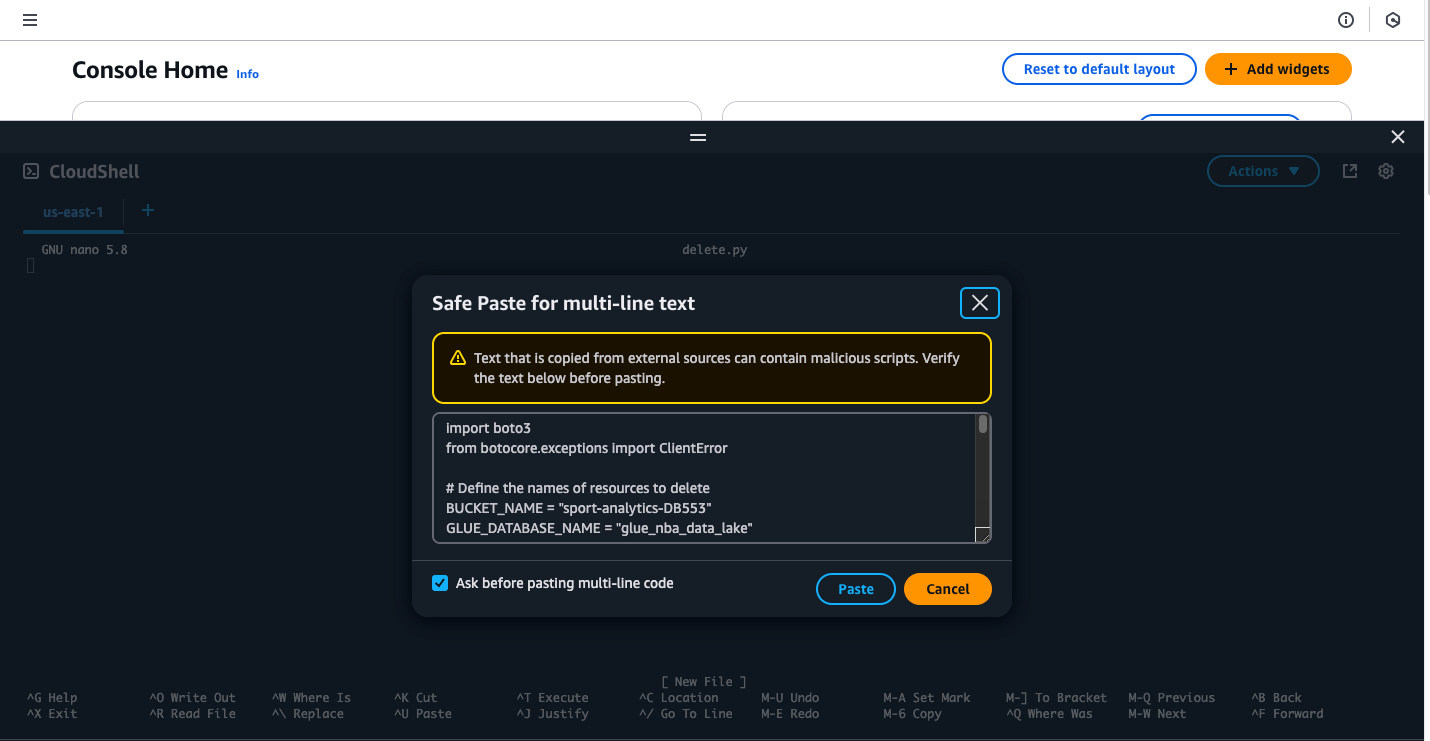 Console Home Info
Reset to default layout
+ Add widgets
CloudShell
Actions
us-east-1
+
GNU nano 5.8
delete.py
Safe Paste for multi-line text
Text that is copied from external sources can contain malicious scripts. Verify
the text below before pasting.
import boto3
from botocore.exceptions import ClientError
# Define the names of resources to delete
BUCKET_NAME = "sport-analytics-DB553"
GLUE_DATABASE_NAME = "glue_nba_data_lake"
Ask before pasting multi-line code
Paste
Cancel
[ New File ]
^G Help ^O Write Out ^W Where Is ^K Cut ^T Execute ^C Location M-U Undo M-A Set Mark M-] To Bracket M-Q Previous ^B Back
^X Exit ^R Read File ^\ Replace ^U Paste ^J Justify ^/ Go To Line M-E Redo M-6 Copy ^Q Where Was M-W Next ^F Forward